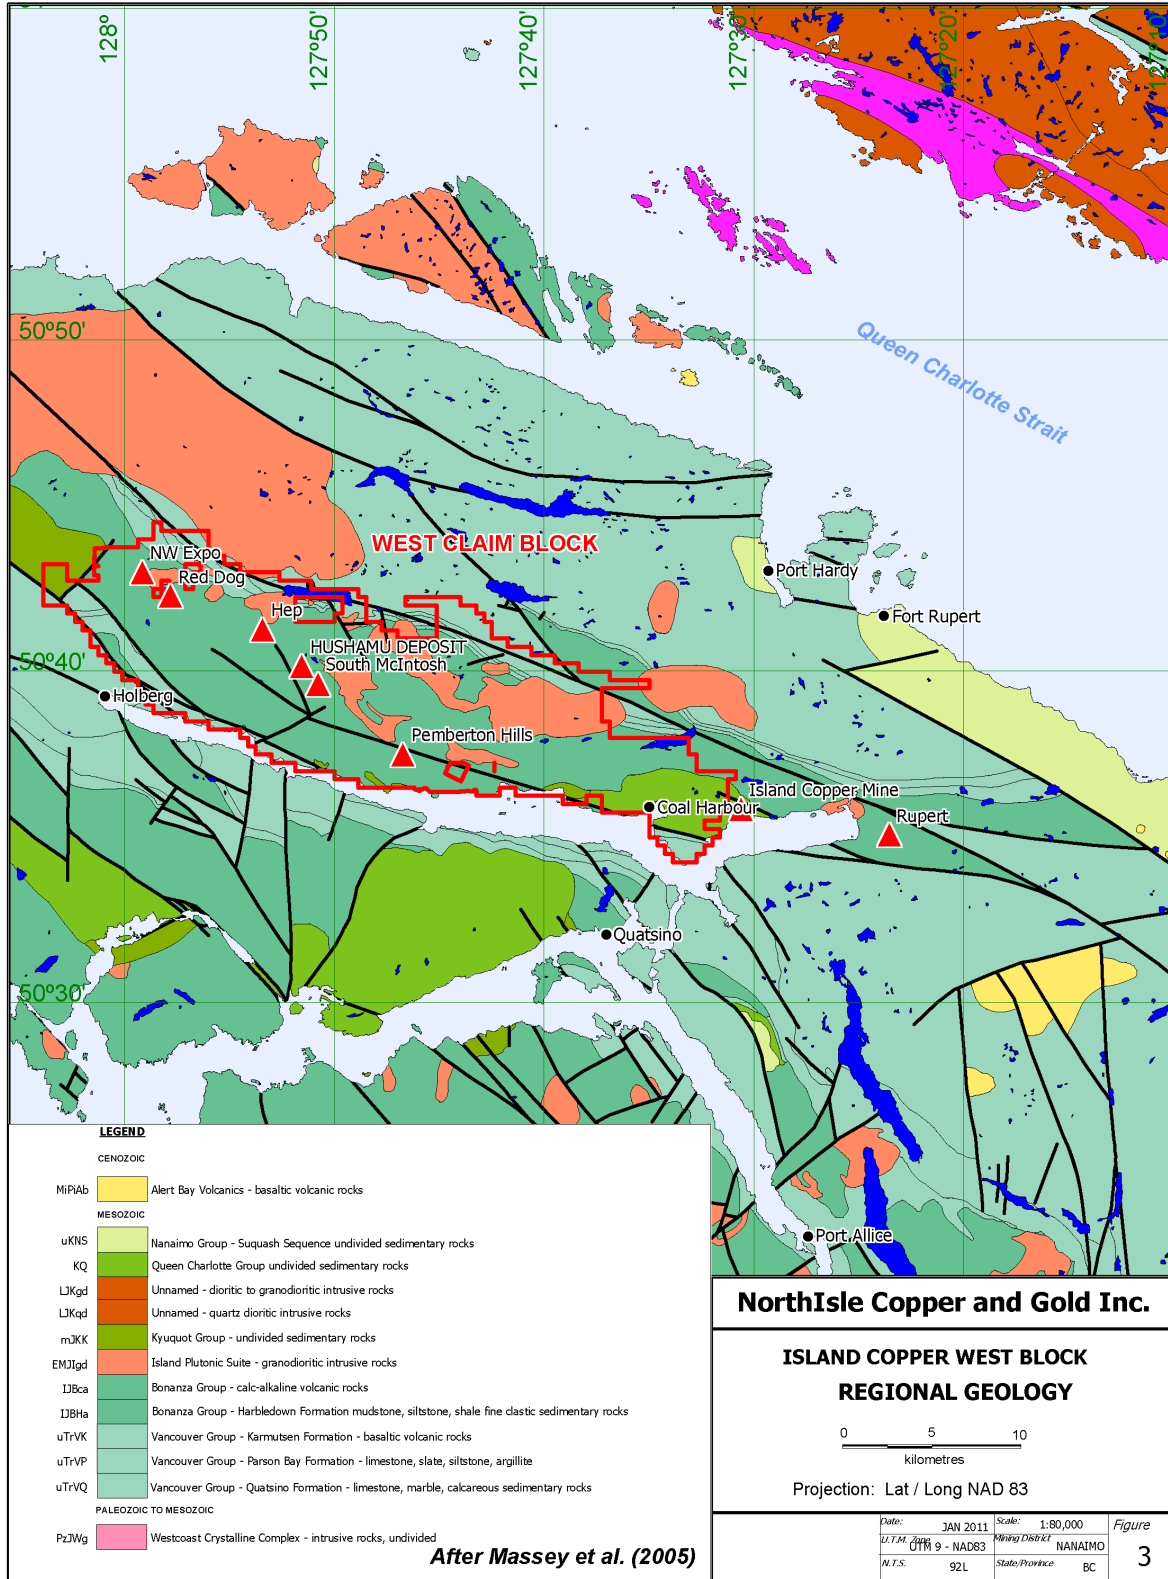 128º
127º50'
127º40'
127º30'
127º20'
127º10'
50º50'
Queen Charlotte Strait
WEST CLAIM BLOCK
NW Expo
Red Dog
Port Hardy
Hep
Fort Rupert
HUSHAMU DEPOSIT
50º40'
South McIntosh
Holberg
Pemberton Hills
Island Copper Mine
Coal Harbour
Rupert
Quatsino
50º30'
Port Allice
LEGEND
CENOZOIC
MiPiAb Alert Bay Volcanics - basaltic volcanic rocks
MESOZOIC
uKNS Nanaimo Group - Suquash Sequence undivided sedimentary rocks
KQ Queen Charlotte Group undivided sedimentary rocks
LJKgd Unnamed - dioritic to granodioritic intrusive rocks
LJKqd Unnamed - quartz dioritic intrusive rocks
mJKK Kyuquot Group - undivided sedimentary rocks
EMJIgd Island Plutonic Suite - granodioritic intrusive rocks
IJBca Bonanza Group - calc-alkaline volcanic rocks
IJBHa Bonanza Group - Harbledown Formation mudstone, siltstone, shale fine clastic sedimentary rocks
uTrVK Vancouver Group - Karmutsen Formation - basaltic volcanic rocks
uTrVP Vancouver Group - Parson Bay Formation - limestone, slate, siltstone, argillite
uTrVQ Vancouver Group - Quatsino Formation - limestone, marble, calcareous sedimentary rocks
PALEOZOIC TO MESOZOIC
PzJWg Westcoast Crystalline Complex - intrusive rocks, undivided
After Massey et al. (2005)
NorthIsle Copper and Gold Inc.
ISLAND COPPER WEST BLOCK
REGIONAL GEOLOGY
0 5 10
kilometres
Projection: Lat / Long NAD 83
Date: JAN 2011 Scale: 1:80,000 Figure
U.T.M. Zone UTM 9 - NAD83 Mining District NANAIMO 3
N.T.S. 92L State/Province BC